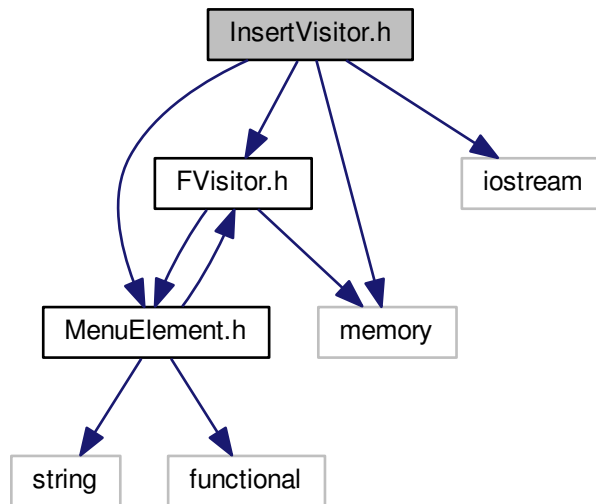 InsertVisitor.h
FVisitor.h
iostream
MenuElement.h
memory
string
functional